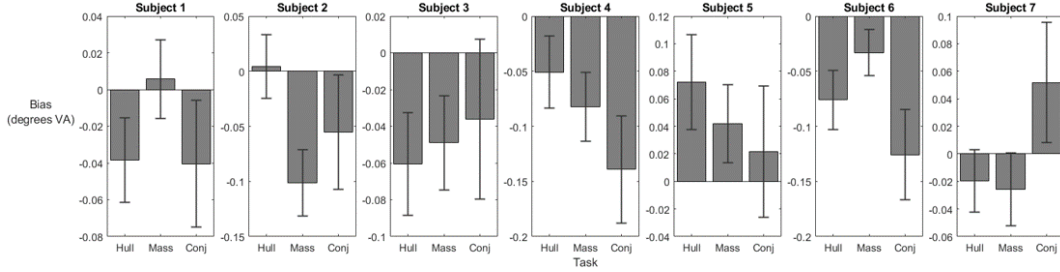 Subject 1
0.04
0.02
0
-0.02
-0.04
-0.06
-0.08
Hull Mass Conj
Subject 2
0.05
0
-0.05
-0.1
-0.15
Hull Mass Conj
Subject 3
0.02
0
-0.02
-0.04
-0.06
-0.08
-0.1
Hull Mass Conj
Subject 4
0
-0.05
-0.1
-0.15
-0.2
Hull Mass Conj
Subject 5
0.12
0.1
0.08
0.06
0.04
0.02
0
-0.02
-0.04
Hull Mass Conj
Subject 6
0
-0.05
-0.1
-0.15
-0.2
Hull Mass Conj
Subject 7
0.1
0.08
0.06
0.04
0.02
0
-0.02
-0.04
-0.06
Hull Mass Conj
Bias
(degrees VA)
Task